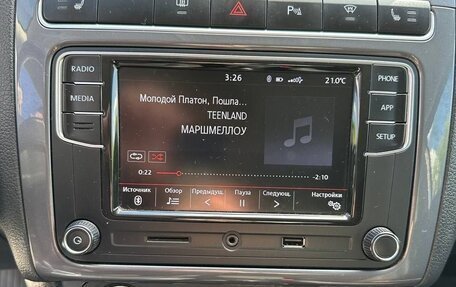 RADIO
MEDIA
PHONE
APP
SETUP
3:26
21.0°C
Молодой Платон, Пошла...
TEENLAND
МАРШМЕЛЛОУ
0:22
-2:10
Источник Обзор Предыдущ. Пауза Следующ. Настройки